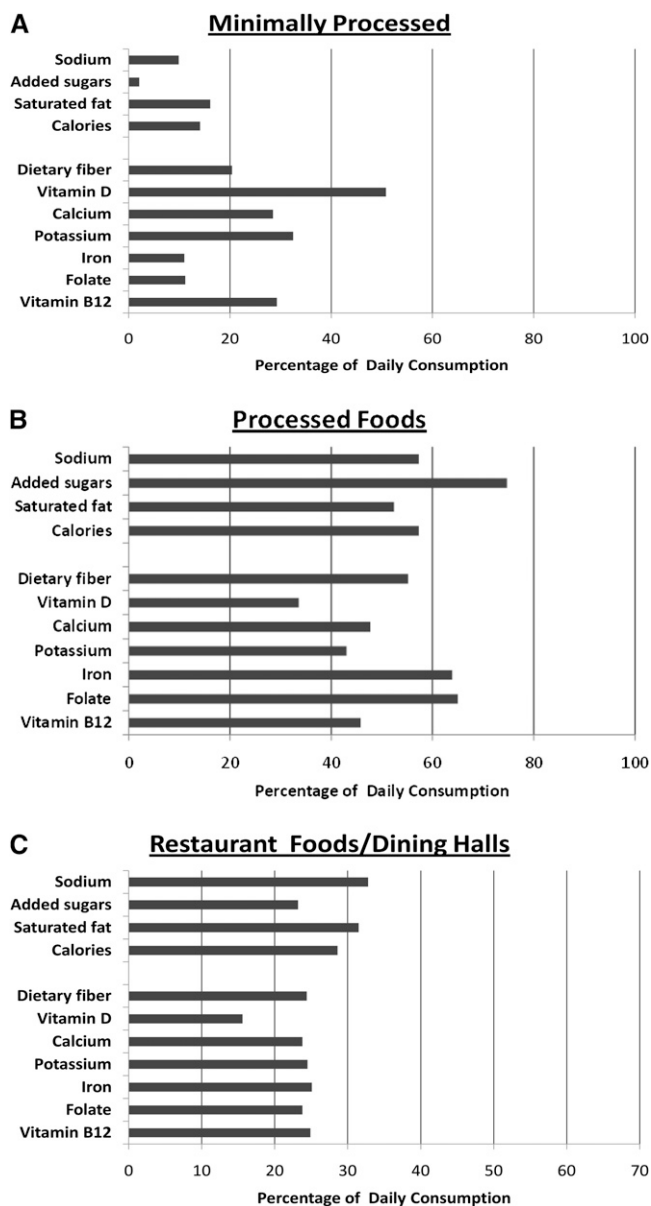 A
Minimally Processed
Sodium
Added sugars
Saturated fat
Calories
Dietary fiber
Vitamin D
Calcium
Potassium
Iron
Folate
Vitamin B12
0 20 40 60 80 100
Percentage of Daily Consumption
B
Processed Foods
Sodium
Added sugars
Saturated fat
Calories
Dietary fiber
Vitamin D
Calcium
Potassium
Iron
Folate
Vitamin B12
0 20 40 60 80 100
Percentage of Daily Consumption
C
Restaurant Foods/Dining Halls
Sodium
Added sugars
Saturated fat
Calories
Dietary fiber
Vitamin D
Calcium
Potassium
Iron
Folate
Vitamin B12
0 10 20 30 40 50 60 70
Percentage of Daily Consumption